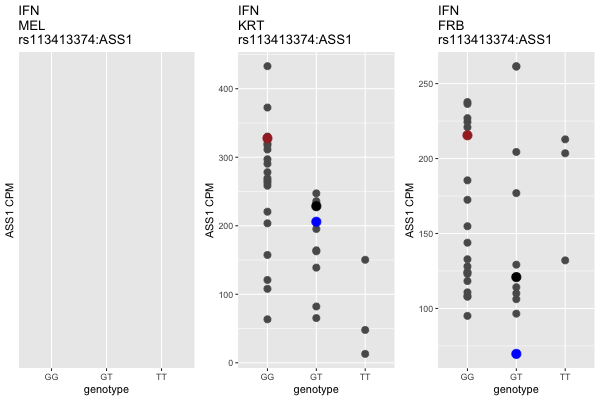 IFN
MEL
rs113413374:ASS1
ASS1 CPM
GG GT TT
genotype
IFN
KRT
rs113413374:ASS1
ASS1 CPM
400
300
200
100
0
GG GT TT
genotype
IFN
FRB
rs113413374:ASS1
ASS1 CPM
250
200
150
100
GG GT TT
genotype